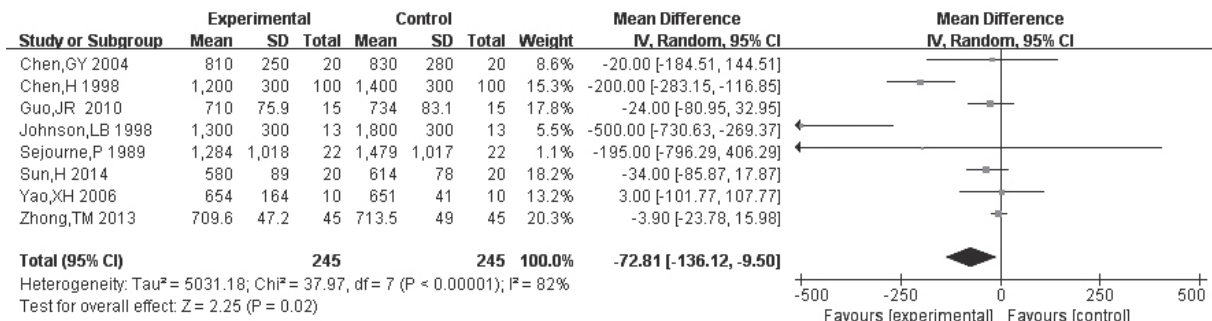 Experimental Control Mean Difference Mean Difference
Study or Subgroup Mean SD Total Mean SD Total Weight IV, Random, 95% CI IV, Random, 95% CI
Chen,GY 2004 810 250 20 830 280 20 8.6% -20.00 [-184.51, 144.51]
Chen,H 1998 1,200 300 100 1,400 300 100 15.3% -200.00 [-283.15, -116.85]
Guo,JR 2010 710 75.9 15 734 83.1 15 17.8% -24.00 [-80.95, 32.95]
Johnson,LB 1998 1,300 300 13 1,800 300 13 5.5% -500.00 [-730.63, -269.37]
Sejourne,P 1989 1,284 1,018 22 1,479 1,017 22 1.1% -195.00 [-796.29, 406.29]
Sun,H 2014 580 89 20 614 78 20 18.2% -34.00 [-85.87, 17.87]
Yao,XH 2006 654 164 10 651 41 10 13.2% 3.00 [-101.77, 107.77]
Zhong,TM 2013 709.6 47.2 45 713.5 49 45 20.3% -3.90 [-23.78, 15.98]
Total (95% CI) 245 245 100.0% -72.81 [-136.12, -9.50]
Heterogeneity: Tau² = 5031.18; Chi² = 37.97, df = 7 (P < 0.00001); I² = 82%
Test for overall effect: Z = 2.25 (P = 0.02)
-500 -250 0 250 500
Favours [experimental] Favours [control]